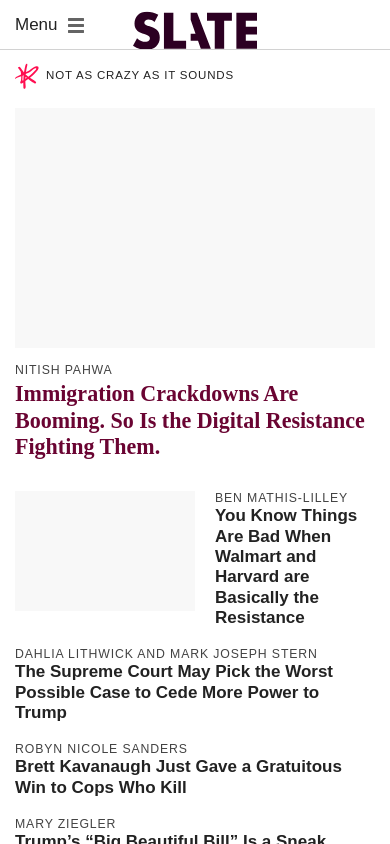 Menu
SLATE
NOT AS CRAZY AS IT SOUNDS
NITISH PAHWA
Immigration Crackdowns Are
Booming. So Is the Digital Resistance
Fighting Them.
BEN MATHIS-LILLEY
You Know Things
Are Bad When
Walmart and
Harvard are
Basically the
Resistance
DAHLIA LITHWICK AND MARK JOSEPH STERN
The Supreme Court May Pick the Worst
Possible Case to Cede More Power to
Trump
ROBYN NICOLE SANDERS
Brett Kavanaugh Just Gave a Gratuitous
Win to Cops Who Kill
MARY ZIEGLER
Trump’s “Big Beautiful Bill” Is a Sneak